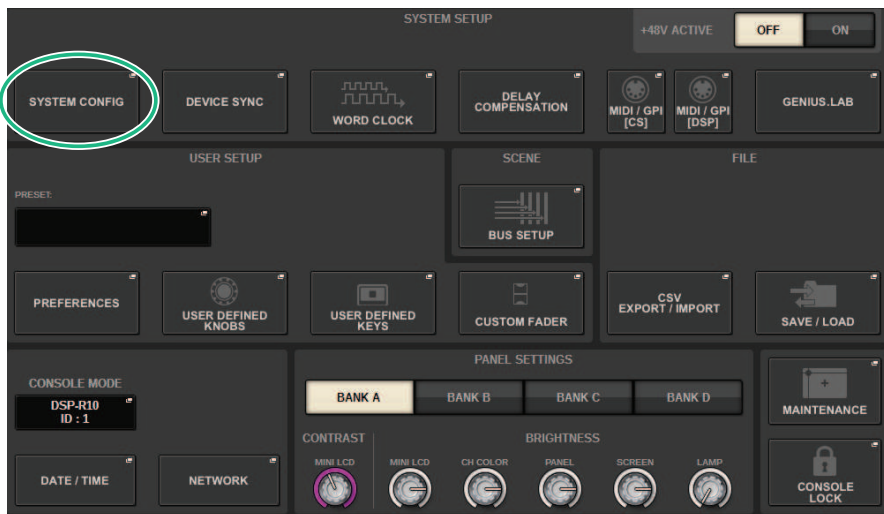 SYSTEM SETUP
+48V ACTIVE
OFF
ON
SYSTEM CONFIG
DEVICE SYNC
WORD CLOCK
DELAY
COMPENSATION
MIDI / GPI
[CS]
MIDI / GPI
[DSP]
GENIUS.LAB
USER SETUP
SCENE
FILE
PRESET:
BUS SETUP
PREFERENCES
USER DEFINED
KNOBS
USER DEFINED
KEYS
CUSTOM FADER
CSV
EXPORT / IMPORT
SAVE / LOAD
CONSOLE MODE
DSP-R10
ID : 1
PANEL SETTINGS
BANK A
BANK B
BANK C
BANK D
MAINTENANCE
CONTRAST
BRIGHTNESS
MINI LCD
MINI LCD
CH COLOR
PANEL
SCREEN
LAMP
DATE / TIME
NETWORK
CONSOLE
LOCK